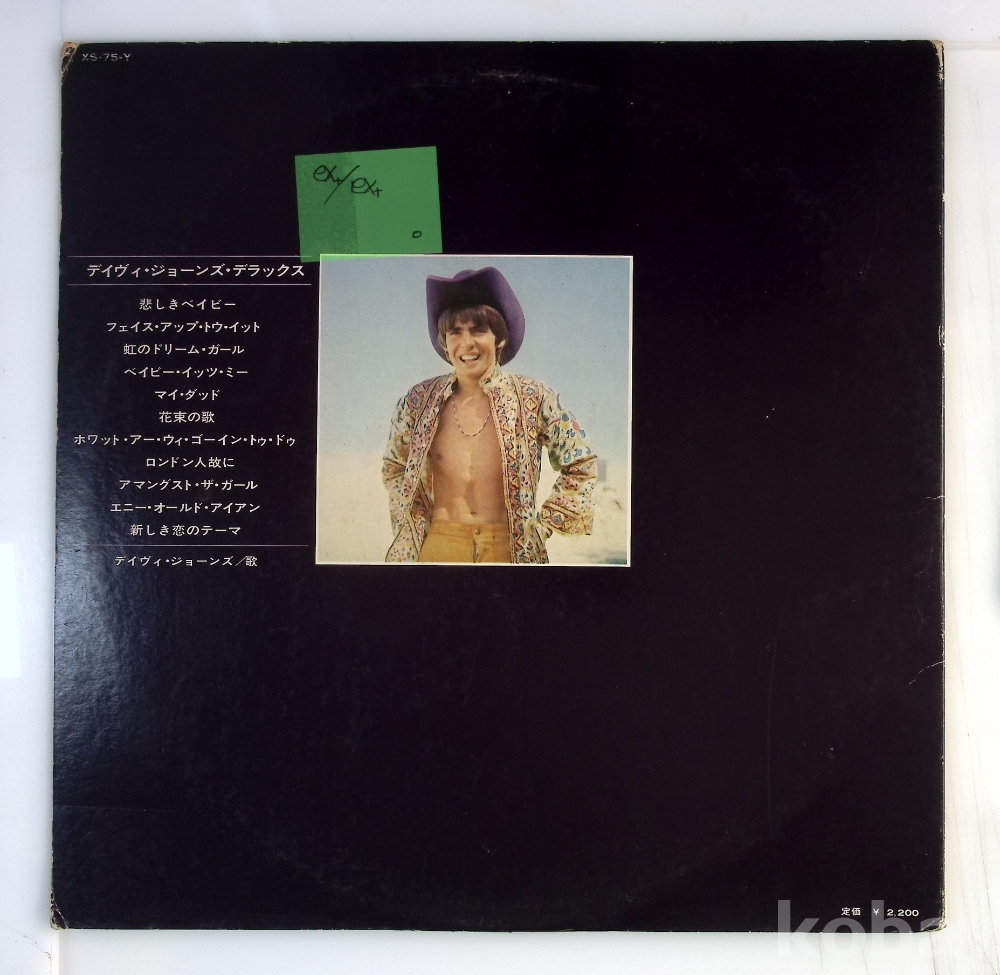 XS-75-Y
ex+/ex+
デイヴィ・ジョーンズ・デラックス
悲しきベイビー
フェイス・アップ・トウ・イット
虹のドリーム・ガール
ベイビー・イッツ・ミー
マイ・ダッド
花束の歌
ホワット・アー・ウィ・ゴーイン・トゥ・ドゥ
ロンドン人故に
アマングスト・ザ・ガール
エニー・オールド・アイアン
新しき恋のテーマ
デイヴィ・ジョーンズ/歌
定価 ¥ 2,200
koba